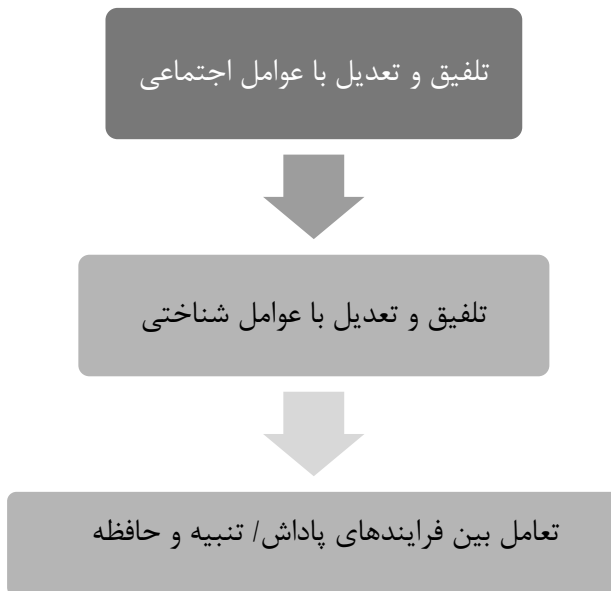 تلفیق و تعدیل با عوامل اجتماعی
تلفیق و تعدیل با عوامل شناختی
تعامل بین فرایندهای پاداش/ تنبیه و حافظه